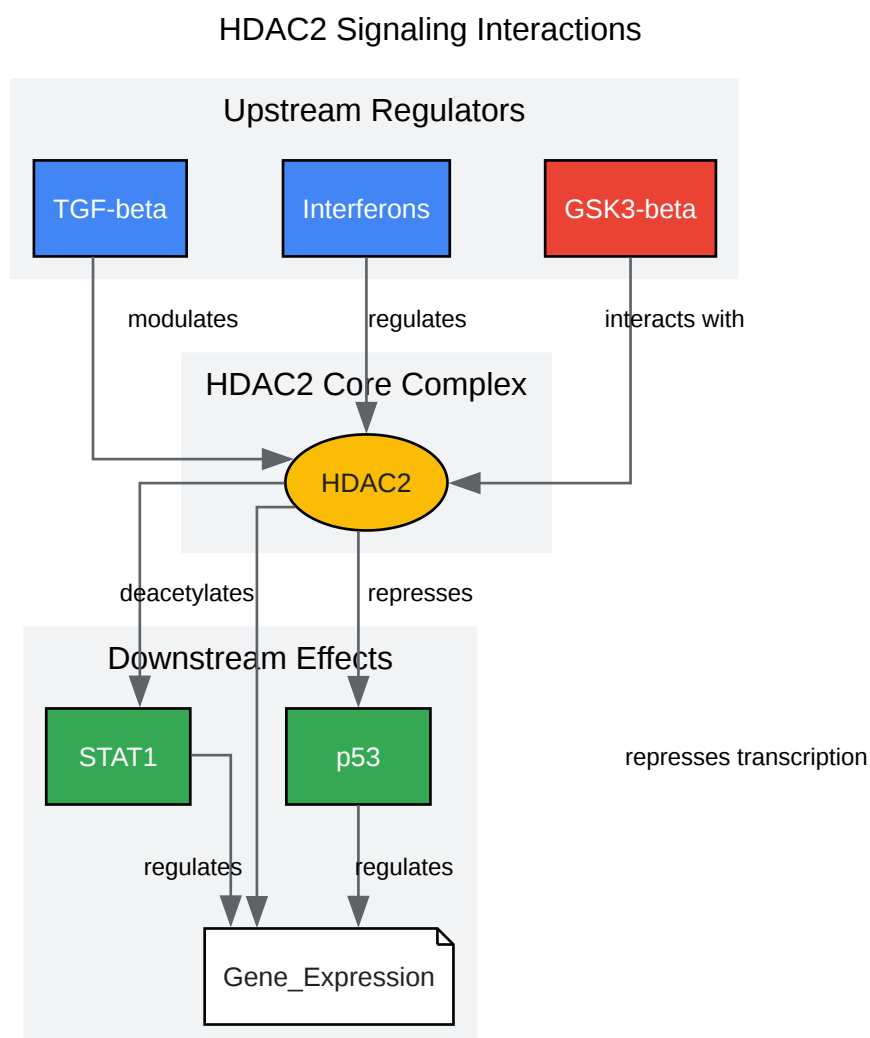 HDAC2 Signaling Interactions
Upstream Regulators
TGF-beta
Interferons
GSK3-beta
modulates
regulates
interacts with
HDAC2 Core Complex
HDAC2
deacetylates
represses
Downstream Effects
STAT1
p53
represses transcription
regulates
regulates
Gene_Expression